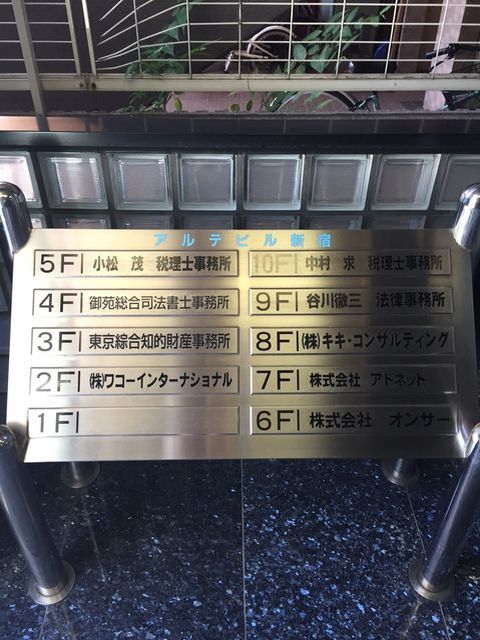 アルテビル新宿
5F 小松 茂 税理士事務所
4F 御苑総合司法書士事務所
3F 東京綜合知的財産事務所
2F ㈱ワコーインターナショナル
1F
10F 中村 求 税理士事務所
9F 谷川徹三 法律事務所
8F ㈱キキ・コンサルティング
7F 株式会社 アドネット
6F 株式会社 オンサー